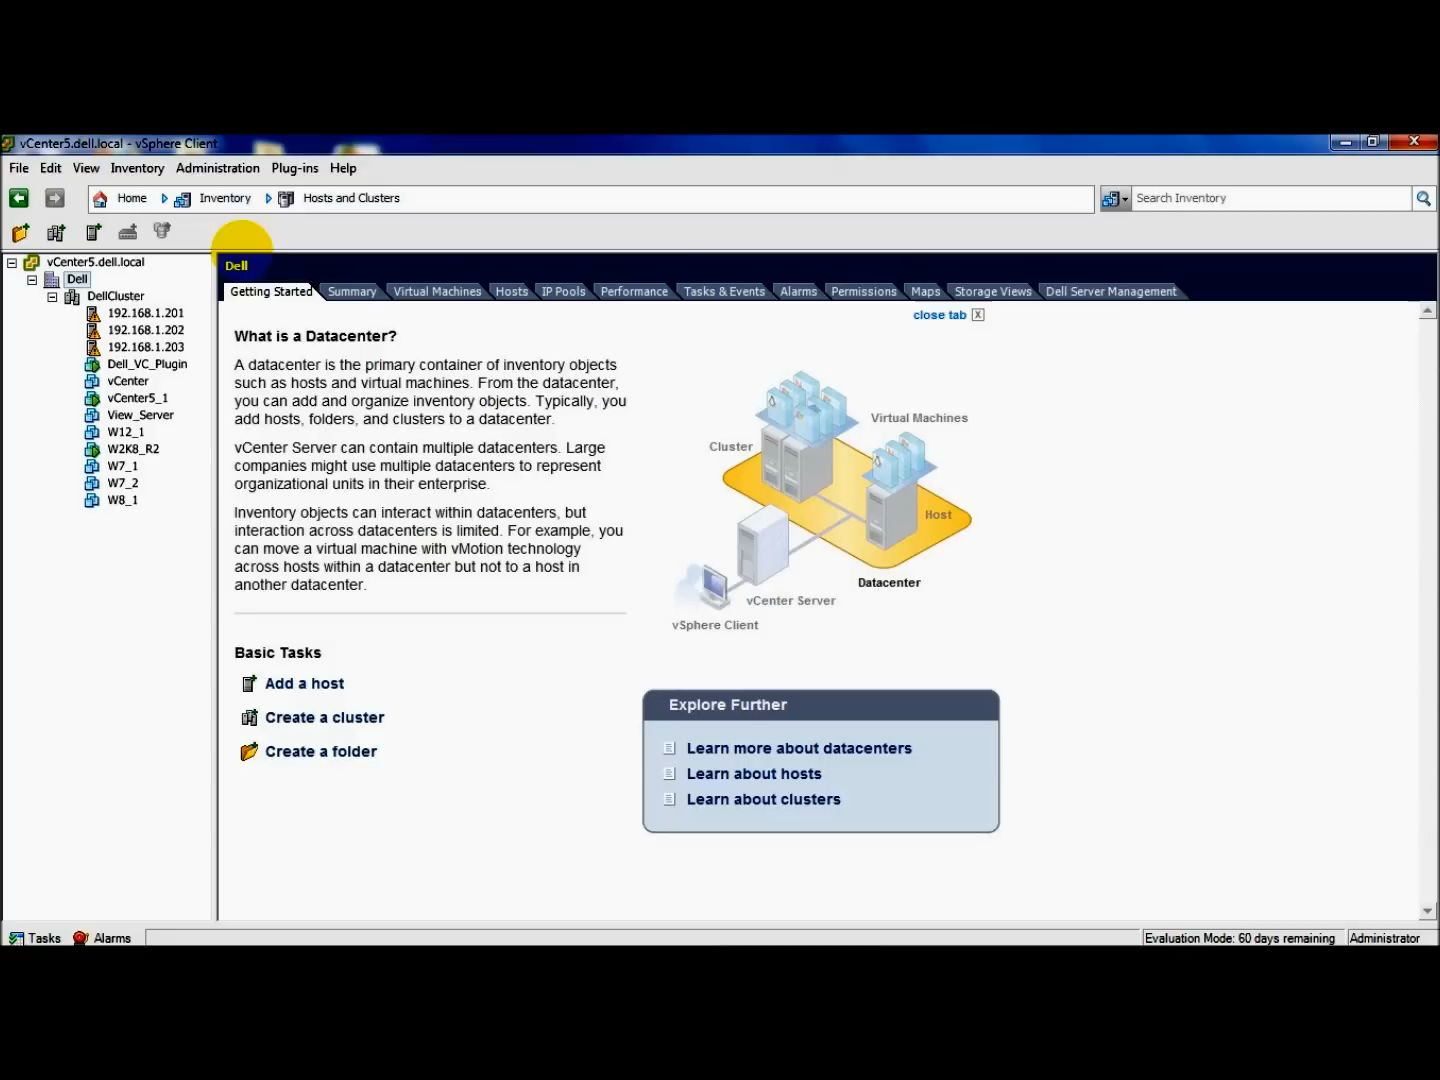 vCenter5.dell.local - vSphere Client
File Edit View Inventory Administration Plug-ins Help
Home Inventory Hosts and Clusters Search Inventory
vCenter5.dell.local
Dell
DellCluster
192.168.1.201
192.168.1.202
192.168.1.203
Dell_VC_Plugin
vCenter
vCenter5_1
View_Server
W12_1
W2K8_R2
W7_1
W7_2
W8_1
Dell
Getting Started Summary Virtual Machines Hosts IP Pools Performance Tasks & Events Alarms Permissions Maps Storage Views Dell Server Management
close tab X
What is a Datacenter?
A datacenter is the primary container of inventory objects
such as hosts and virtual machines. From the datacenter,
you can add and organize inventory objects. Typically, you
add hosts, folders, and clusters to a datacenter.
vCenter Server can contain multiple datacenters. Large
companies might use multiple datacenters to represent
organizational units in their enterprise.
Inventory objects can interact within datacenters, but
interaction across datacenters is limited. For example, you
can move a virtual machine with vMotion technology
across hosts within a datacenter but not to a host in
another datacenter.
Basic Tasks
Add a host
Create a cluster
Create a folder
Virtual Machines
Cluster
Host
Datacenter
vCenter Server
vSphere Client
Explore Further
Learn more about datacenters
Learn about hosts
Learn about clusters
Tasks Alarms Evaluation Mode: 60 days remaining Administrator